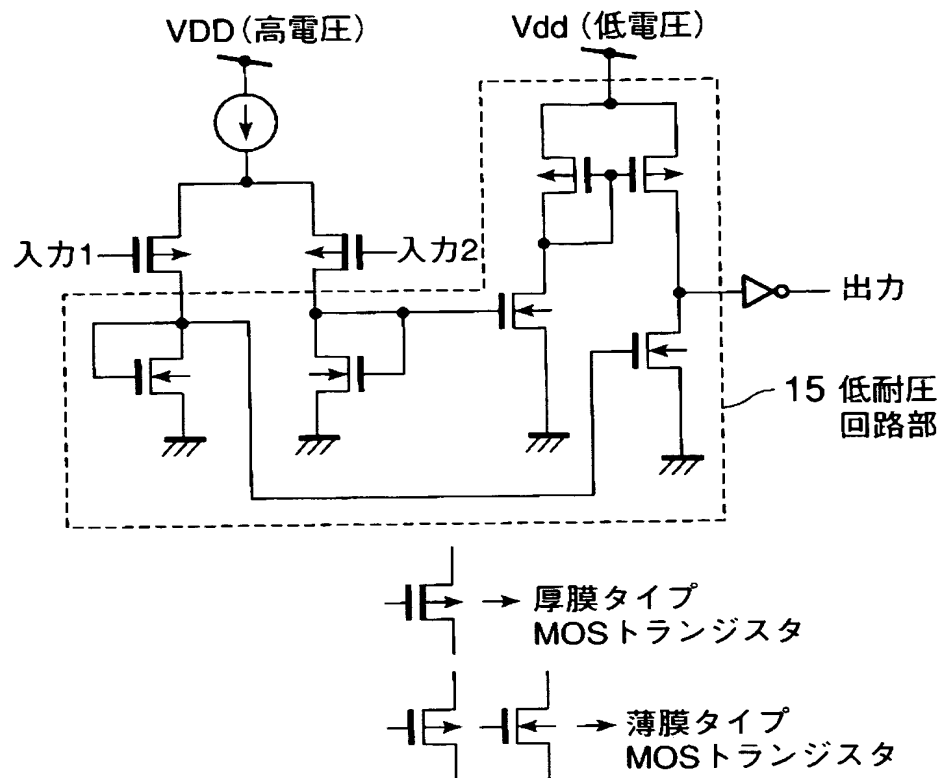 VDD（高電圧）
Vdd（低電圧）
入力1
入力2
出力
15 低耐圧
回路部
厚膜タイプ
MOSトランジスタ
薄膜タイプ
MOSトランジスタ